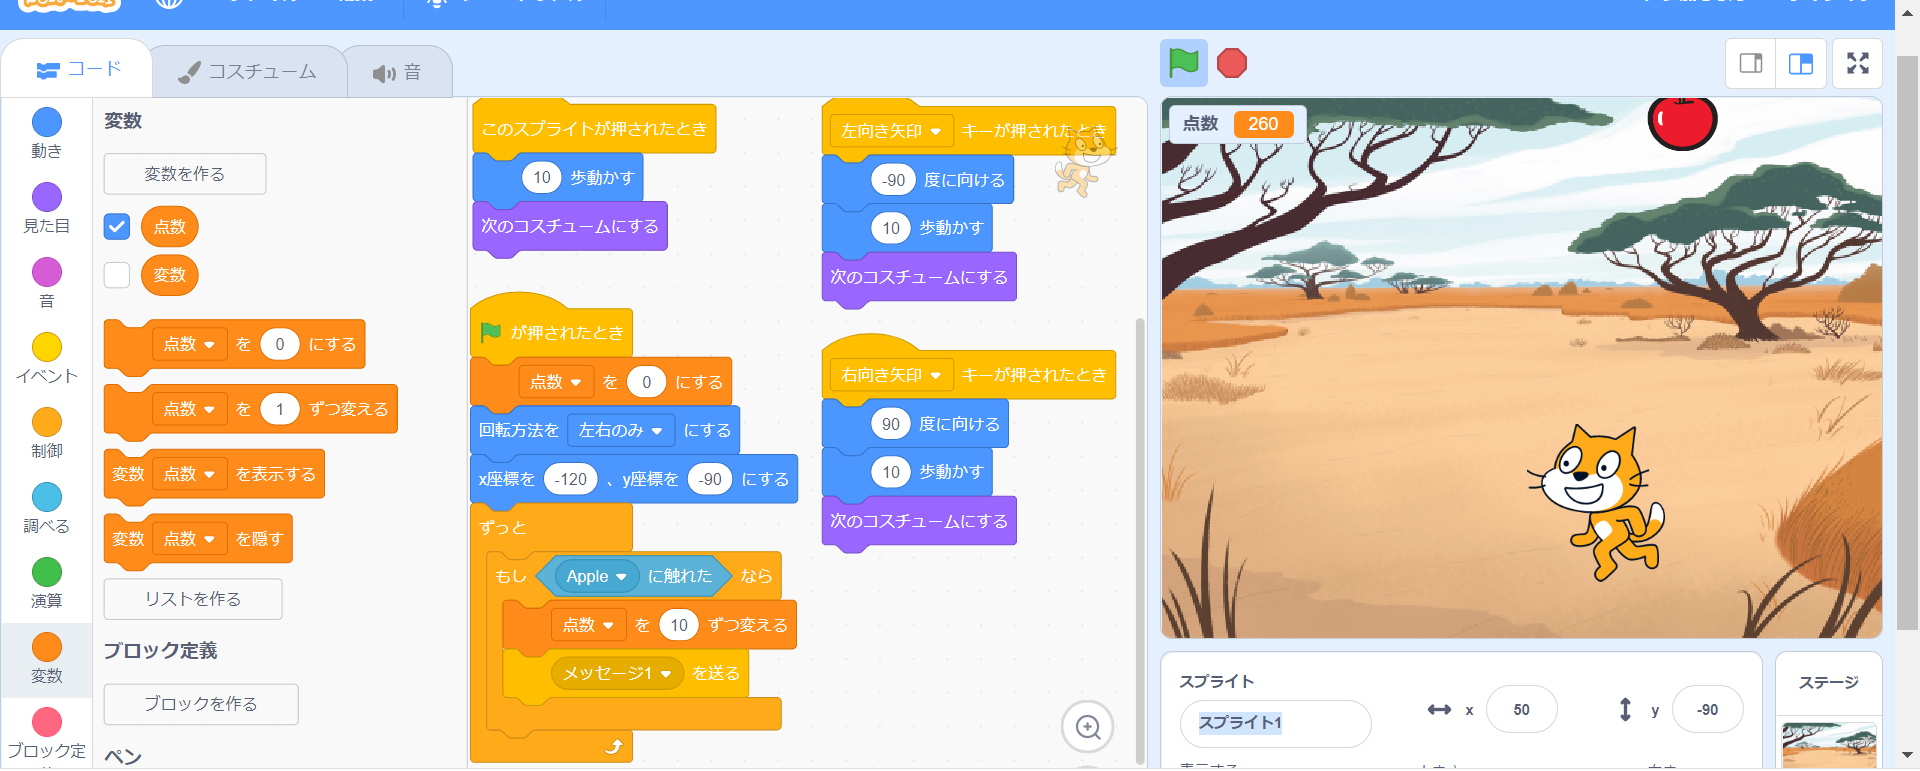 コード
コスチューム
音
動き
見た目
音
イベント
制御
調べる
演算
変数
ブロック定
変数
変数を作る
点数
変数
点数 を 0 にする
点数 を 1 ずつ変える
変数 点数 を表示する
変数 点数 を隠す
リストを作る
ブロック定義
ブロックを作る
ペン
このスプライトが押されたとき
10 歩動かす
次のコスチュームにする
が押されたとき
点数 を 0 にする
回転方法を 左右のみ にする
x座標を -120 、y座標を -90 にする
ずっと
もし Apple に触れた なら
点数 を 10 ずつ変える
メッセージ1 を送る
左向き矢印 キーが押されたとき
-90 度に向ける
10 歩動かす
次のコスチュームにする
右向き矢印 キーが押されたとき
90 度に向ける
10 歩動かす
次のコスチュームにする
点数 260
スプライト
スプライト1
x 50
y -90
ステージ